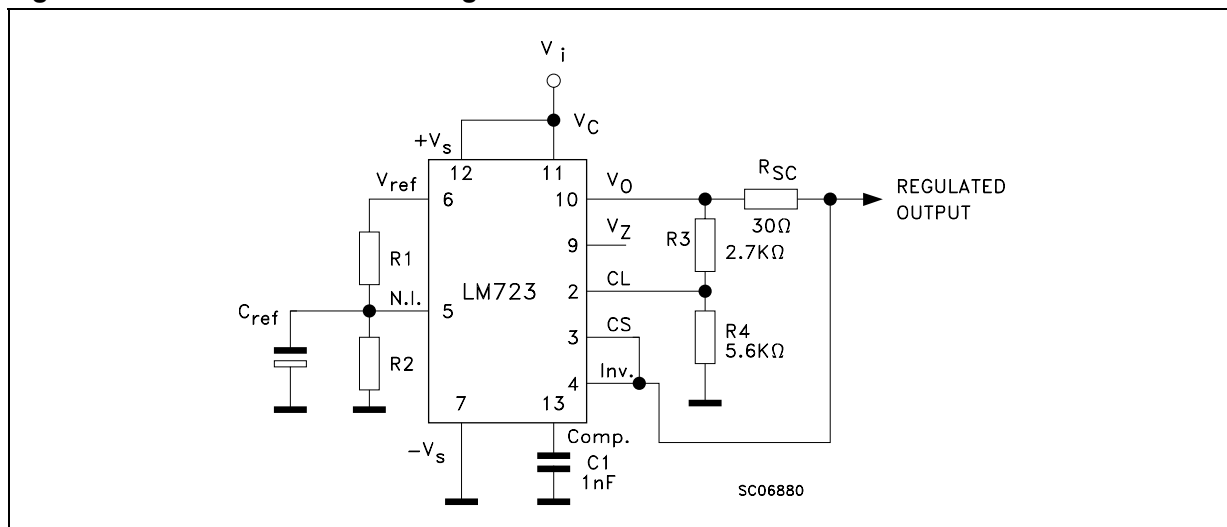 V i
V C
+V s
12
11
V ref
6
V O
10
R SC
REGULATED
OUTPUT
30Ω
V Z
9
R3
2.7KΩ
R1
LM723
CL
2
N.I.
5
C ref
CS
3
R4
5.6KΩ
R2
Inv.
4
7
13
-V s
Comp.
C1
1nF
SC06880